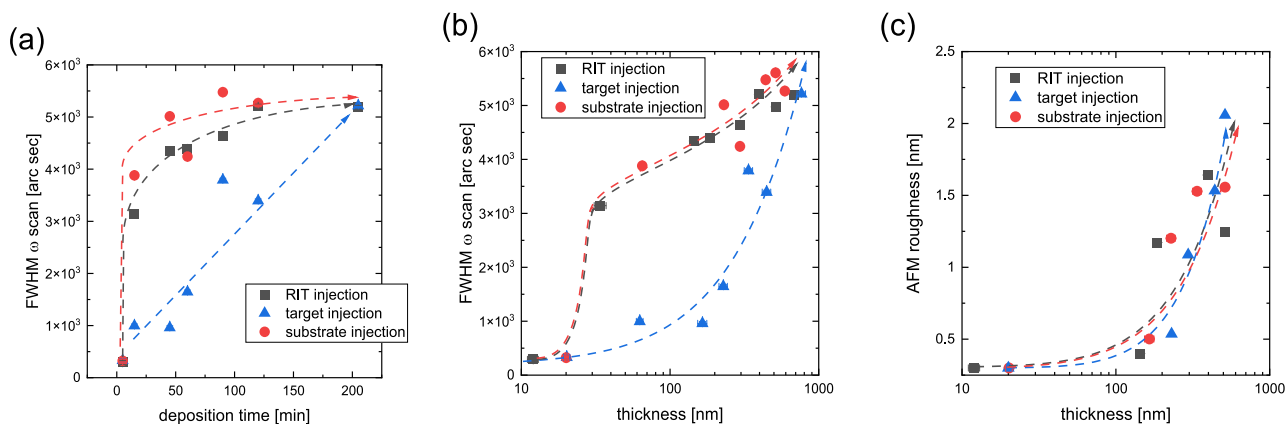 (a)
FWHM ω scan [arc sec]
6×10³
5×10³
4×10³
3×10³
2×10³
1×10³
0
RIT injection
target injection
substrate injection
0 50 100 150 200 250
deposition time [min]
(b)
FWHM ω scan [arc sec]
6×10³
5×10³
4×10³
3×10³
2×10³
1×10³
0
RIT injection
target injection
substrate injection
10 100 1000
thickness [nm]
(c)
AFM roughness [nm]
2.5
2
1.5
1
0.5
RIT injection
target injection
substrate injection
10 100 1000
thickness [nm]